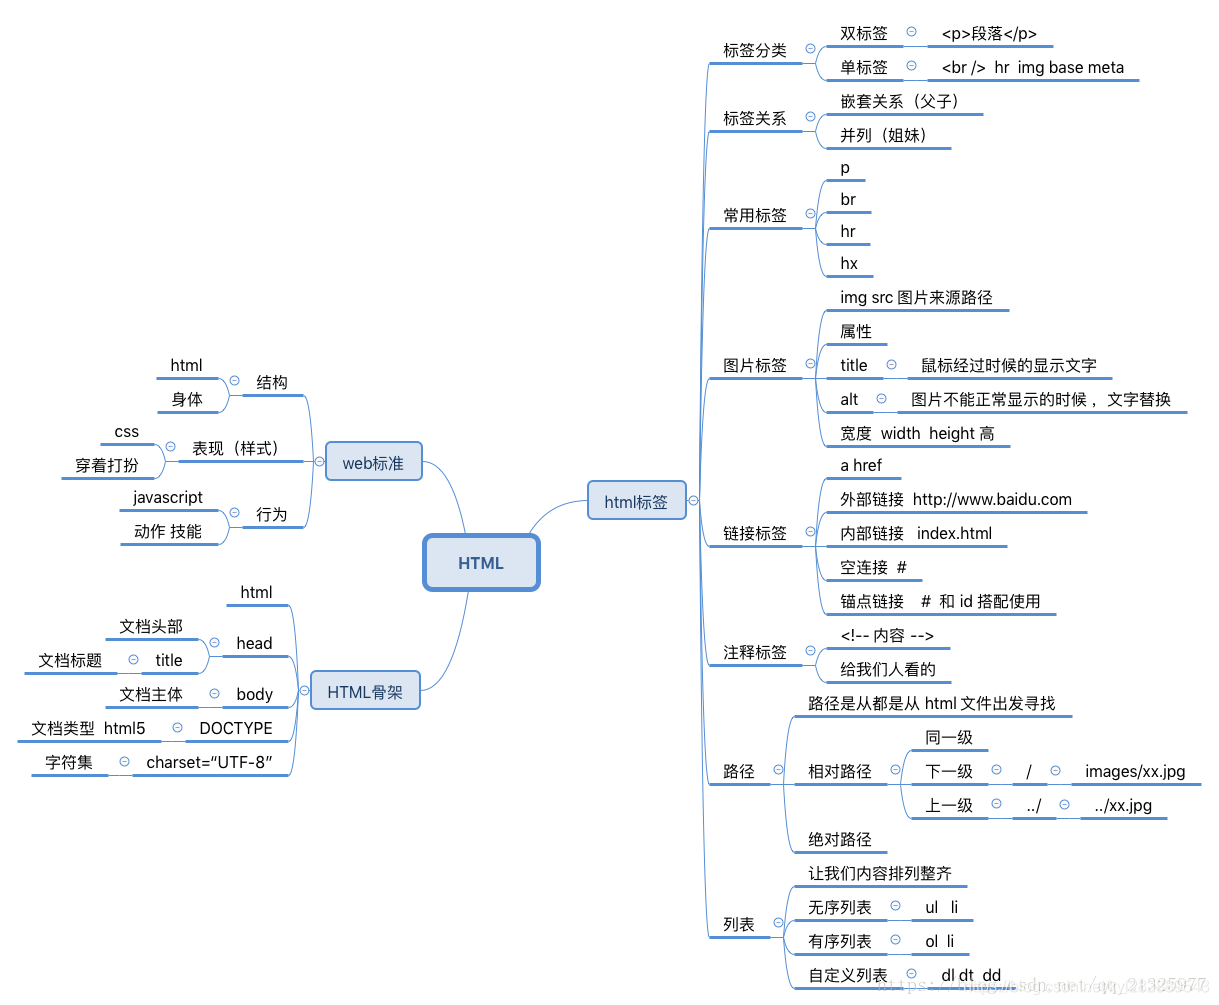 HTML
web标准
结构
html
身体
表现（样式）
css
穿着打扮
行为
javascript
动作 技能
HTML骨架
html
head
文档头部
title
文档标题
body
文档主体
DOCTYPE
文档类型 html5
charset=“UTF-8”
字符集
html标签
标签分类
双标签
<p>段落</p>
单标签
<br /> hr img base meta
标签关系
嵌套关系（父子）
并列（姐妹）
常用标签
p
br
hr
hx
图片标签
img src 图片来源路径
属性
title
鼠标经过时候的显示文字
alt
图片不能正常显示的时候，文字替换
宽度 width height 高
链接标签
a href
外部链接 http://www.baidu.com
内部链接 index.html
空连接 #
锚点链接 # 和 id 搭配使用
注释标签
<!-- 内容 -->
给我们人看的
路径
路径是从都是从 html 文件出发寻找
相对路径
同一级
下一级
/
images/xx.jpg
上一级
../
../xx.jpg
绝对路径
列表
让我们内容排列整齐
无序列表
ul li
有序列表
ol li
自定义列表
dl dt dd